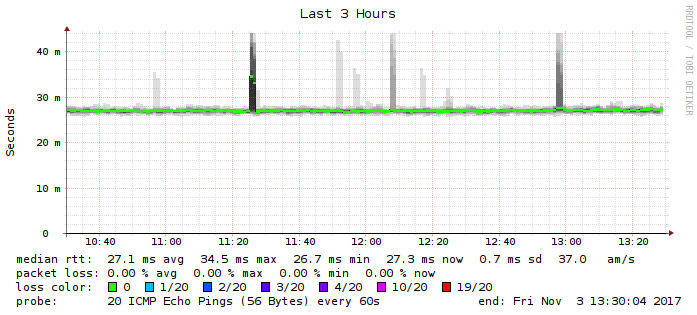 Last 3 Hours
RRDTOOL / TOBI OETIKER
Seconds
40 m
30 m
20 m
10 m
0
10:40 11:00 11:20 11:40 12:00 12:20 12:40 13:00 13:20
median rtt: 27.1 ms avg 34.5 ms max 26.7 ms min 27.3 ms now 0.7 ms sd 37.0 am/s
packet loss: 0.00 % avg 0.00 % max 0.00 % min 0.00 % now
loss color: 0 1/20 2/20 3/20 4/20 10/20 19/20
probe: 20 ICMP Echo Pings (56 Bytes) every 60s end: Fri Nov 3 13:30:04 2017